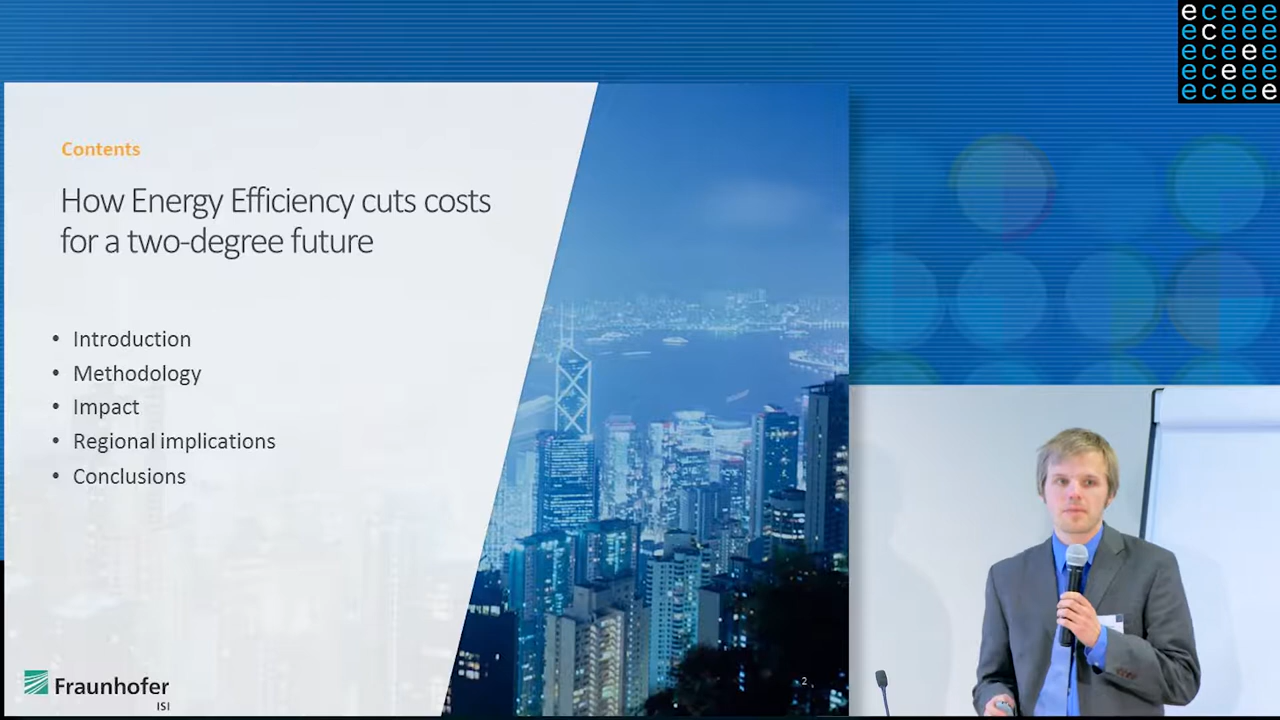 eceee
eceee
eceee
eceee
eceee
Contents
How Energy Efficiency cuts costs
for a two-degree future
• Introduction
• Methodology
• Impact
• Regional implications
• Conclusions
2
Fraunhofer
ISI